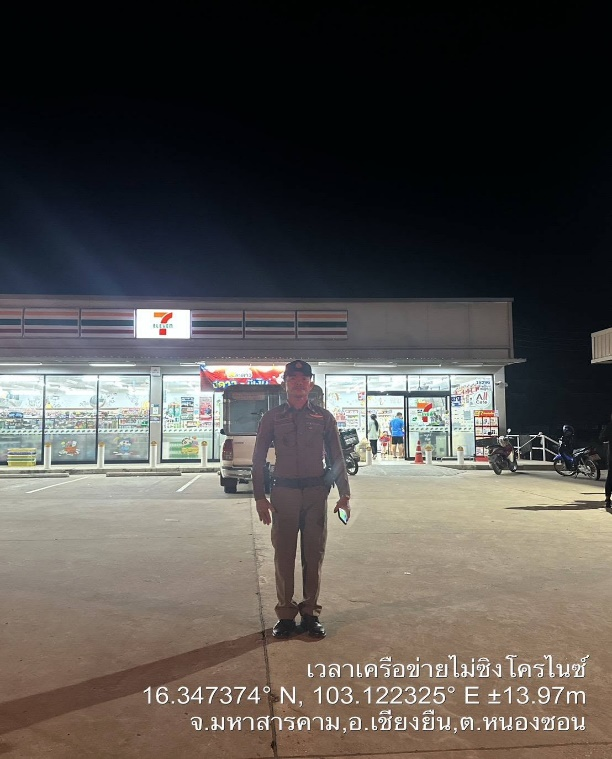 ELEVEN
All
Cafe
เวลาเครือข่ายไม่ซิงโครไนซ์
16.347374° N, 103.122325° E ±13.97m
จ.มหาสารคาม,อ.เชียงยืน,ต.หนองซอน